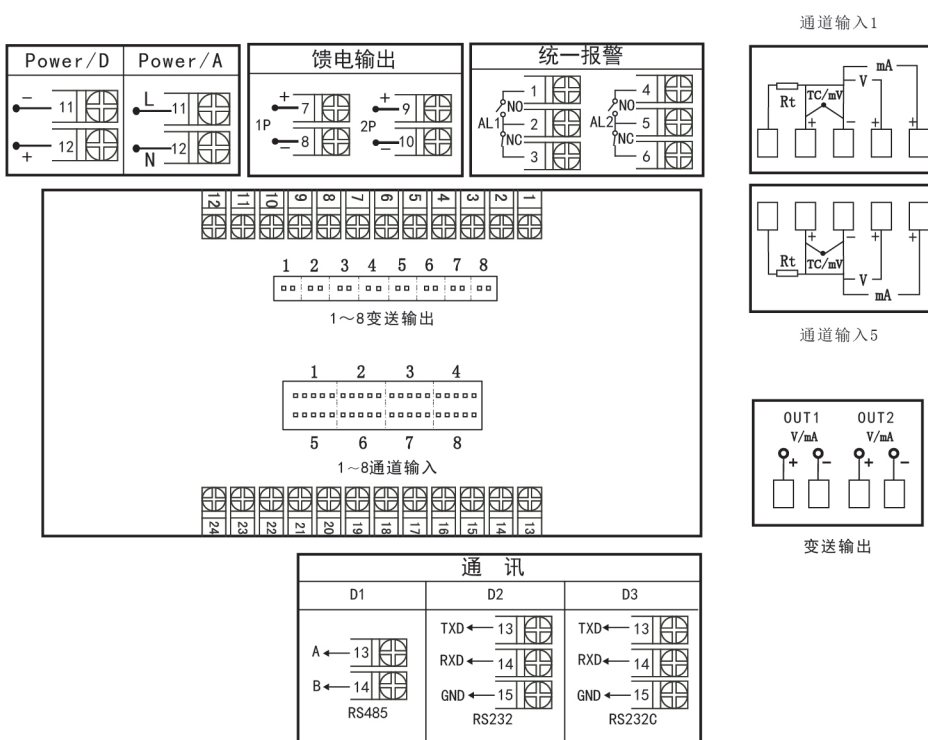 通道输入1
Power/D Power/A 馈电输出 统一报警
− 11 L 11 + 7 + 9 1 4
1P 2P AL1 NO 2 AL2 NO 5
+ 12 N 12 − 8 − 10 NC 3 NC 6
mA
V
Rt TC/mV
+ − + +
12 11 10 9 8 7 6 5 4 3 2 1
1 2 3 4 5 6 7 8
1～8变送输出
+ − + +
Rt TC/mV
V
mA
通道输入5
1 2 3 4
5 6 7 8
1～8通道输入
24 23 22 21 20 19 18 17 16 15 14 13
OUT1 OUT2
V/mA V/mA
+ − + −
变送输出
通 讯
D1 D2 D3
TXD 13 TXD 13
A 13 RXD 14 RXD 14
B 14 GND 15 GND 15
RS485 RS232 RS232C